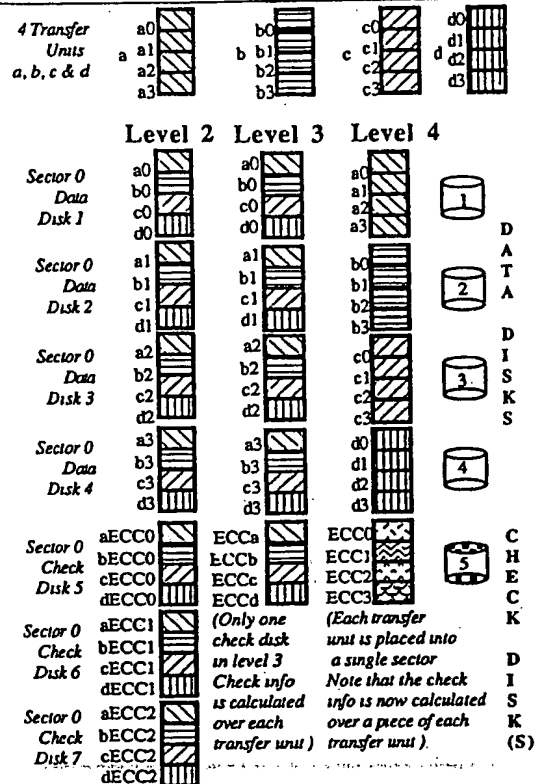 4 Transfer
Units
a, b, c & d
a
a0
a1
a2
a3
b
b0
b1
b2
b3
c
c0
c1
c2
c3
d
d0
d1
d2
d3
Level 2 Level 3 Level 4
Sector 0
Data
Disk 1
a0
b0
c0
d0
a0
b0
c0
d0
a0
a1
a2
a3
1
Sector 0
Data
Disk 2
a1
b1
c1
d1
a1
b1
c1
d1
b0
b1
b2
b3
2
Sector 0
Data
Disk 3
a2
b2
c2
d2
a2
b2
c2
d2
c0
c1
c2
c3
3
Sector 0
Data
Disk 4
a3
b3
c3
d3
a3
b3
c3
d3
d0
d1
d2
d3
4
DATA DISKS
Sector 0
Check
Disk 5
aECC0
bECC0
cECC0
dECC0
ECCa
ECCb
ECCc
ECCd
ECC0
ECC1
ECC2
ECC3
5
Sector 0
Check
Disk 6
aECC1
bECC1
cECC1
dECC1
Sector 0
Check
Disk 7
aECC2
bECC2
cECC2
dECC2
(Only one
check disk
in level 3
Check info
is calculated
over each
transfer unit )
(Each transfer
unit is placed into
a single sector
Note that the check
info is now calculated
over a piece of each
transfer unit ).
CHECK DISK(S)